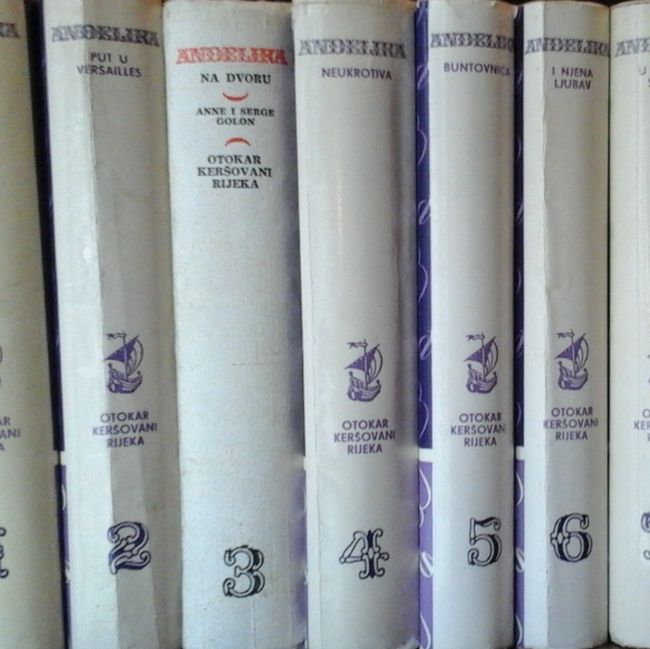 ANĐELIKA
PUT U
VERSAILLES
OTOKAR
KERŠOVANI
RIJEKA
2
ANĐELIKA
NA DVORU
ANNE I SERGE
GOLON
OTOKAR
KERŠOVANI
RIJEKA
3
ANĐELIKA
NEUKROTIVA
OTOKAR
KERŠOVANI
RIJEKA
4
ANĐELIKA
BUNTOVNICA
OTOKAR
KERŠOVANI
RIJEKA
5
ANĐELIKA
I NJENA
LJUBAV
OTOKAR
KERŠOVANI
RIJEKA
6